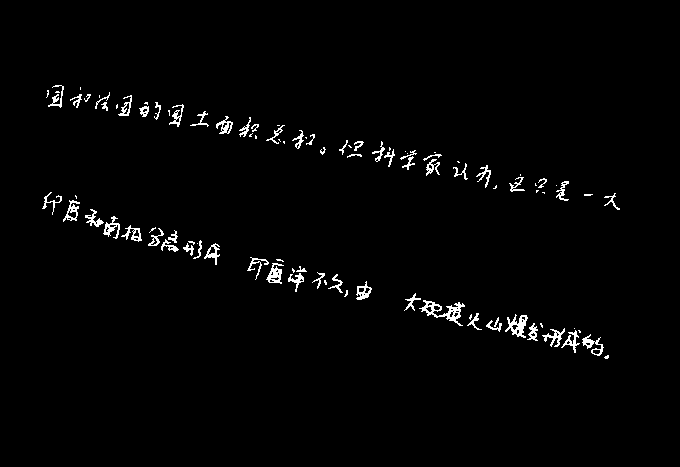 国和法国的国土面积总和。但科学家认为,这只是一大
印度和南极分离形成 印度洋不久,由 大规模火山爆发形成的.